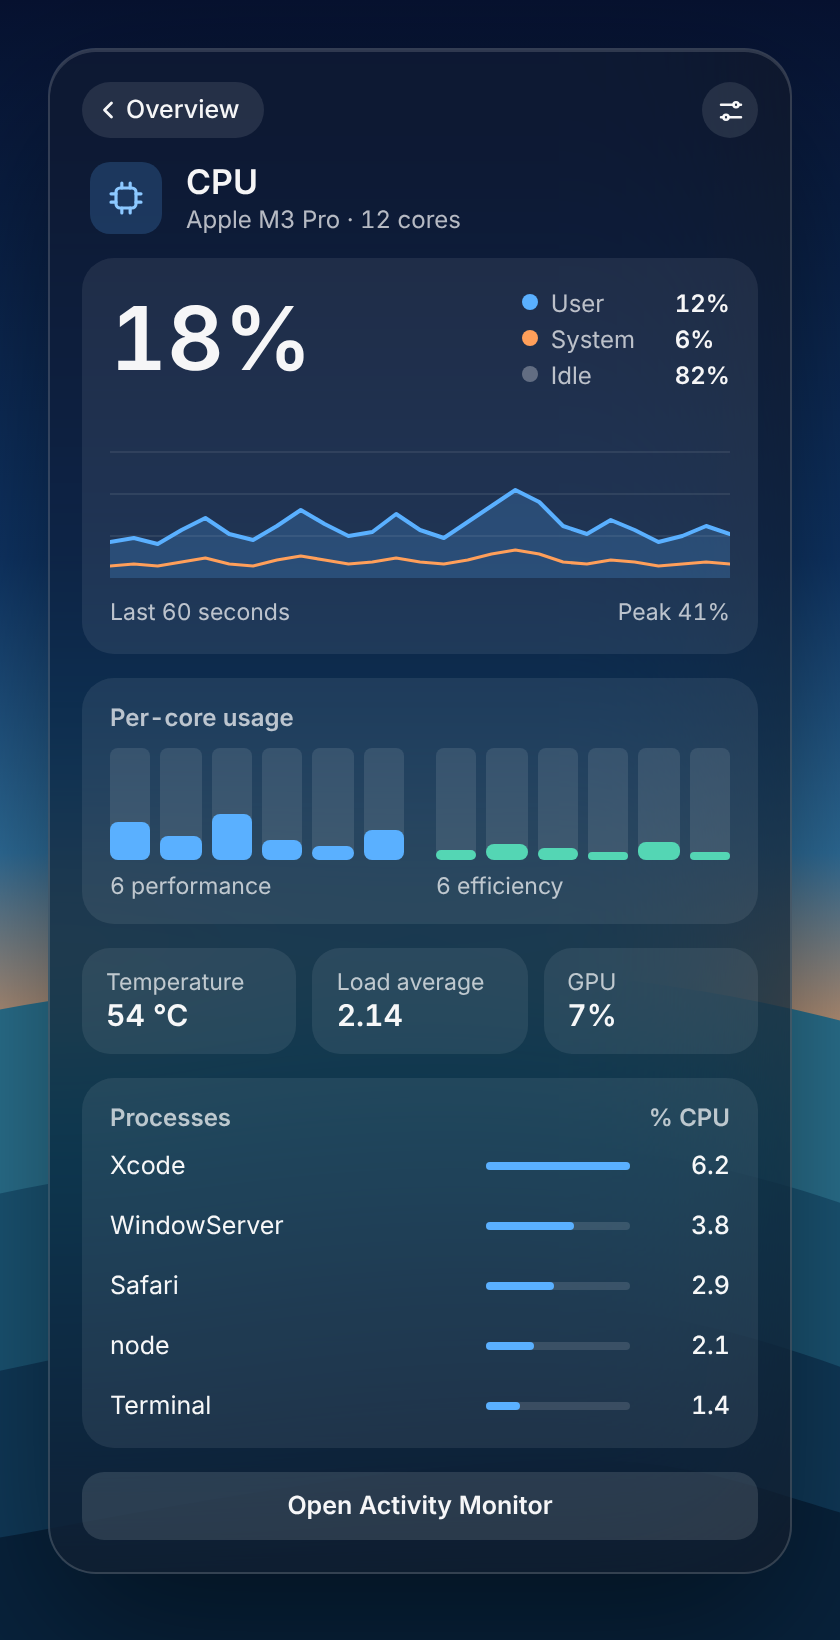 Overview
CPU
Apple M3 Pro · 12 cores
18%
User 12%
System 6%
Idle 82%
Last 60 seconds Peak 41%
Per-core usage
6 performance 6 efficiency
Temperature Load average GPU
54 °C 2.14 7%
Processes % CPU
Xcode 6.2
WindowServer 3.8
Safari 2.9
node 2.1
Terminal 1.4
Open Activity Monitor